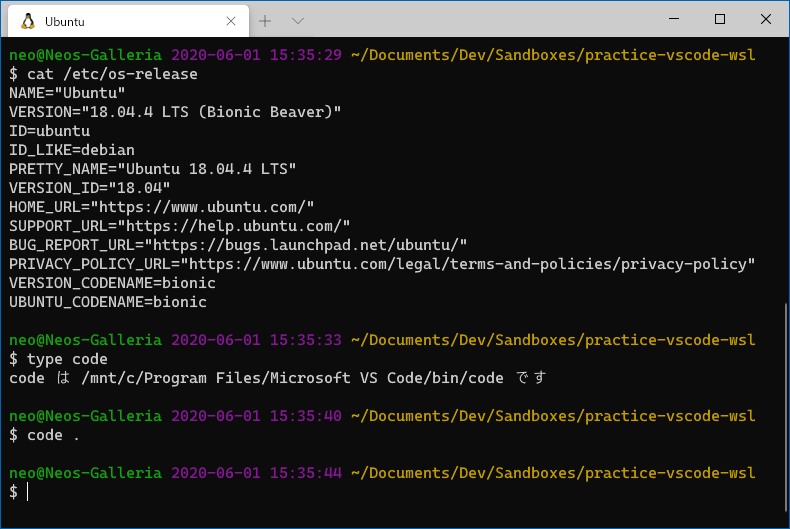 Ubuntu
neo@Neos-Galleria 2020-06-01 15:35:29 ~/Documents/Dev/Sandboxes/practice-vscode-wsl
$ cat /etc/os-release
NAME="Ubuntu"
VERSION="18.04.4 LTS (Bionic Beaver)"
ID=ubuntu
ID_LIKE=debian
PRETTY_NAME="Ubuntu 18.04.4 LTS"
VERSION_ID="18.04"
HOME_URL="https://www.ubuntu.com/"
SUPPORT_URL="https://help.ubuntu.com/"
BUG_REPORT_URL="https://bugs.launchpad.net/ubuntu/"
PRIVACY_POLICY_URL="https://www.ubuntu.com/legal/terms-and-policies/privacy-policy"
VERSION_CODENAME=bionic
UBUNTU_CODENAME=bionic
neo@Neos-Galleria 2020-06-01 15:35:33 ~/Documents/Dev/Sandboxes/practice-vscode-wsl
$ type code
code は /mnt/c/Program Files/Microsoft VS Code/bin/code です
neo@Neos-Galleria 2020-06-01 15:35:40 ~/Documents/Dev/Sandboxes/practice-vscode-wsl
$ code .
neo@Neos-Galleria 2020-06-01 15:35:44 ~/Documents/Dev/Sandboxes/practice-vscode-wsl
$